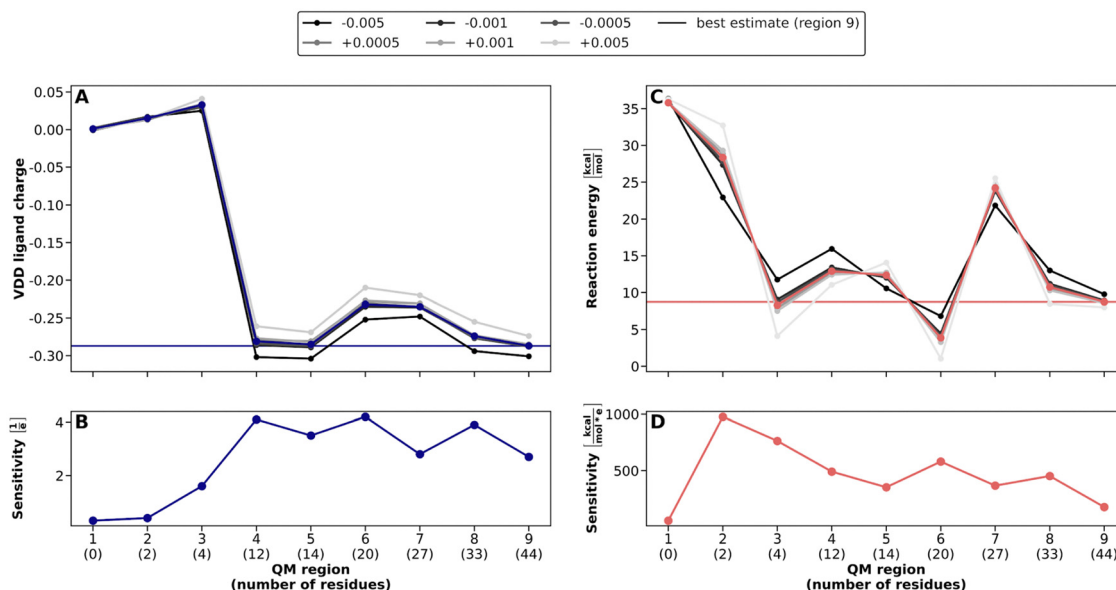 -0.005 -0.001 -0.0005 best estimate (region 9)
+0.0005 +0.001 +0.005
A
VDD ligand charge
0.05
0.00
-0.05
-0.10
-0.15
-0.20
-0.25
-0.30
B
Sensitivity [1/e]
4
2
1 2 3 4 5 6 7 8 9
(0) (2) (4) (12) (14) (20) (27) (33) (44)
QM region
(number of residues)
C
Reaction energy [kcal/mol]
35
30
25
20
15
10
5
0
D
Sensitivity [kcal/mol*e]
1000
500
1 2 3 4 5 6 7 8 9
(0) (2) (4) (12) (14) (20) (27) (33) (44)
QM region
(number of residues)